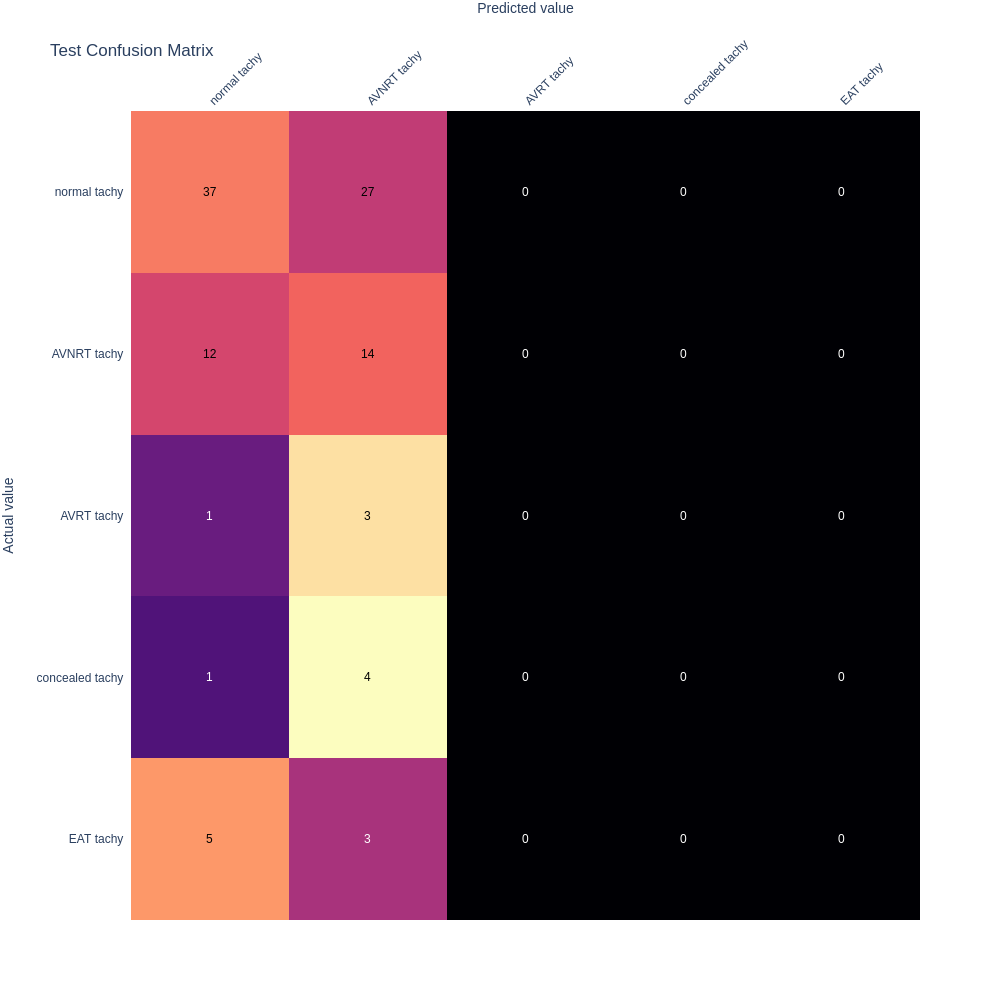 Predicted value
Test Confusion Matrix
normal tachy
AVNRT tachy
AVRT tachy
concealed tachy
EAT tachy
Actual value
normal tachy 37 27 0 0 0
AVNRT tachy 12 14 0 0 0
AVRT tachy 1 3 0 0 0
concealed tachy 1 4 0 0 0
EAT tachy 5 3 0 0 0